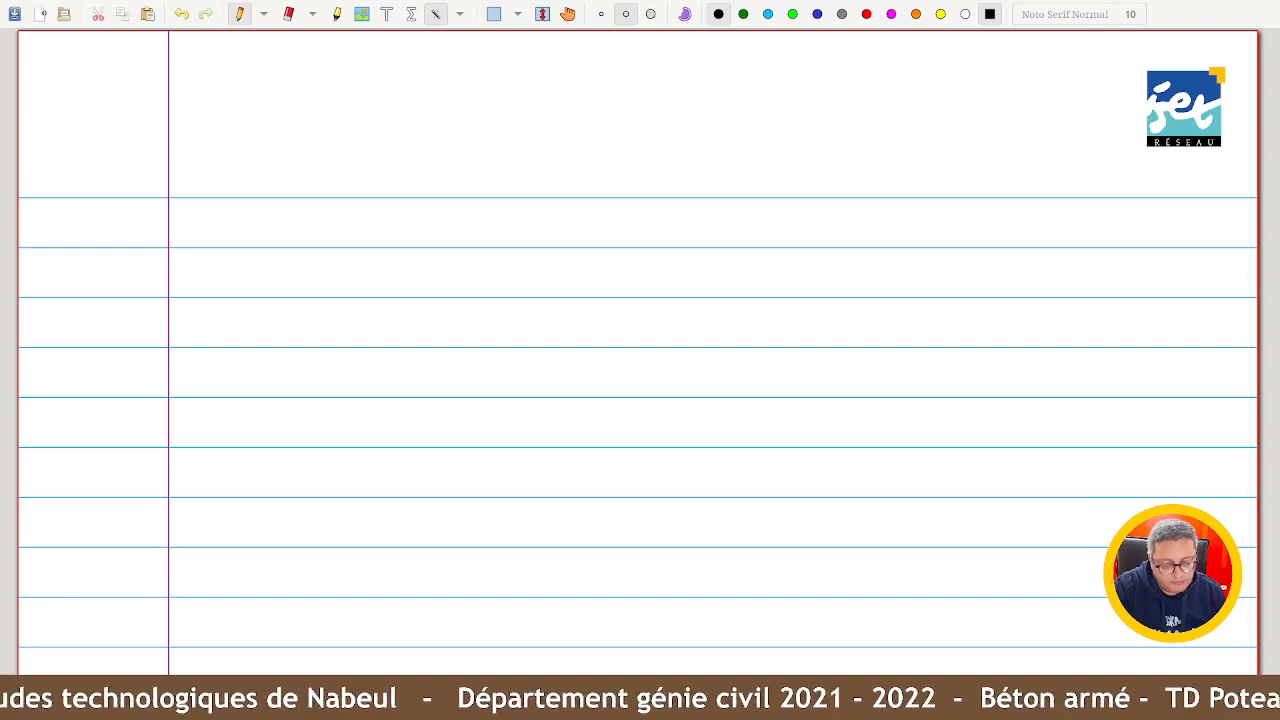 Noto Serif Normal 10
iset
RÉSEAU
udes technologiques de Nabeul - Département génie civil 2021 - 2022 - Béton armé - TD Potea